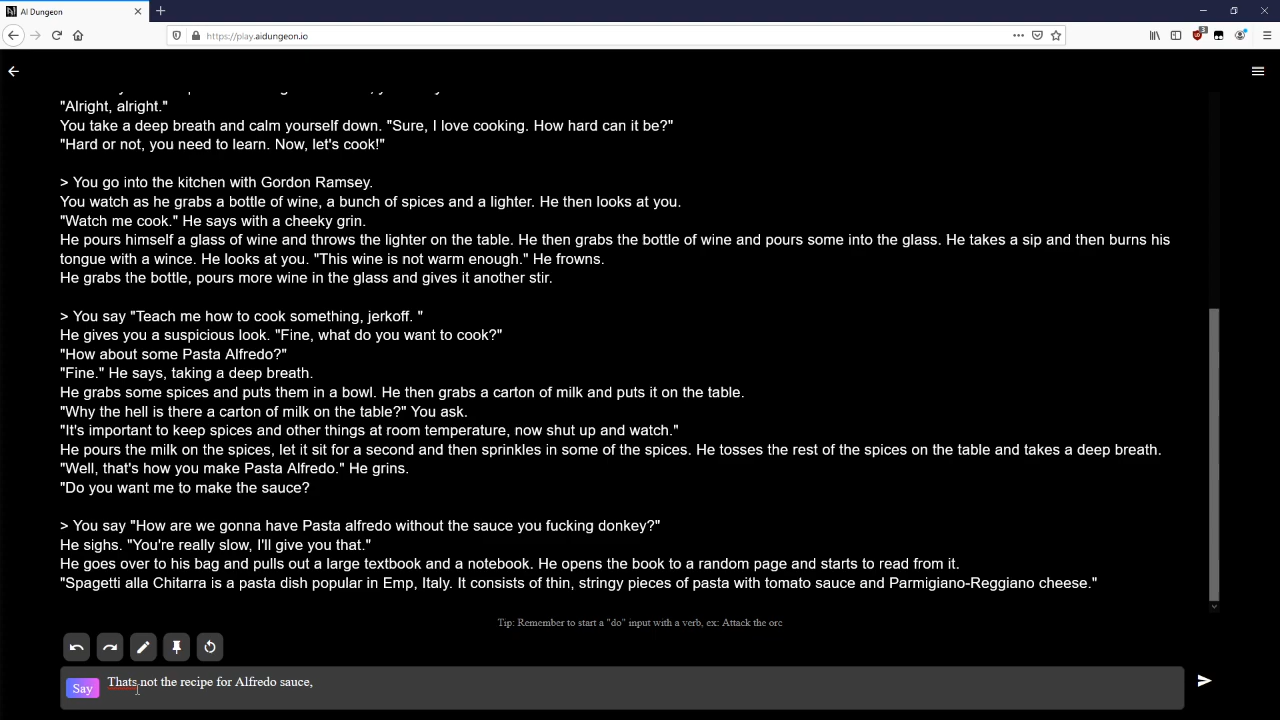 AI Dungeon
https://play.aidungeon.io
"Alright, alright."
You take a deep breath and calm yourself down. "Sure, I love cooking. How hard can it be?"
"Hard or not, you need to learn. Now, let's cook!"
> You go into the kitchen with Gordon Ramsey.
You watch as he grabs a bottle of wine, a bunch of spices and a lighter. He then looks at you.
"Watch me cook." He says with a cheeky grin.
He pours himself a glass of wine and throws the lighter on the table. He then grabs the bottle of wine and pours some into the glass. He takes a sip and then burns his
tongue with a wince. He looks at you. "This wine is not warm enough." He frowns.
He grabs the bottle, pours more wine in the glass and gives it another stir.
> You say "Teach me how to cook something, jerkoff. "
He gives you a suspicious look. "Fine, what do you want to cook?"
"How about some Pasta Alfredo?"
"Fine." He says, taking a deep breath.
He grabs some spices and puts them in a bowl. He then grabs a carton of milk and puts it on the table.
"Why the hell is there a carton of milk on the table?" You ask.
"It's important to keep spices and other things at room temperature, now shut up and watch."
He pours the milk on the spices, let it sit for a second and then sprinkles in some of the spices. He tosses the rest of the spices on the table and takes a deep breath.
"Well, that's how you make Pasta Alfredo." He grins.
"Do you want me to make the sauce?
> You say "How are we gonna have Pasta alfredo without the sauce you fucking donkey?"
He sighs. "You're really slow, I'll give you that."
He goes over to his bag and pulls out a large textbook and a notebook. He opens the book to a random page and starts to read from it.
"Spagetti alla Chitarra is a pasta dish popular in Emp, Italy. It consists of thin, stringy pieces of pasta with tomato sauce and Parmigiano-Reggiano cheese."
Tip: Remember to start a "do" input with a verb, ex: Attack the orc
Say Thats not the recipe for Alfredo sauce,